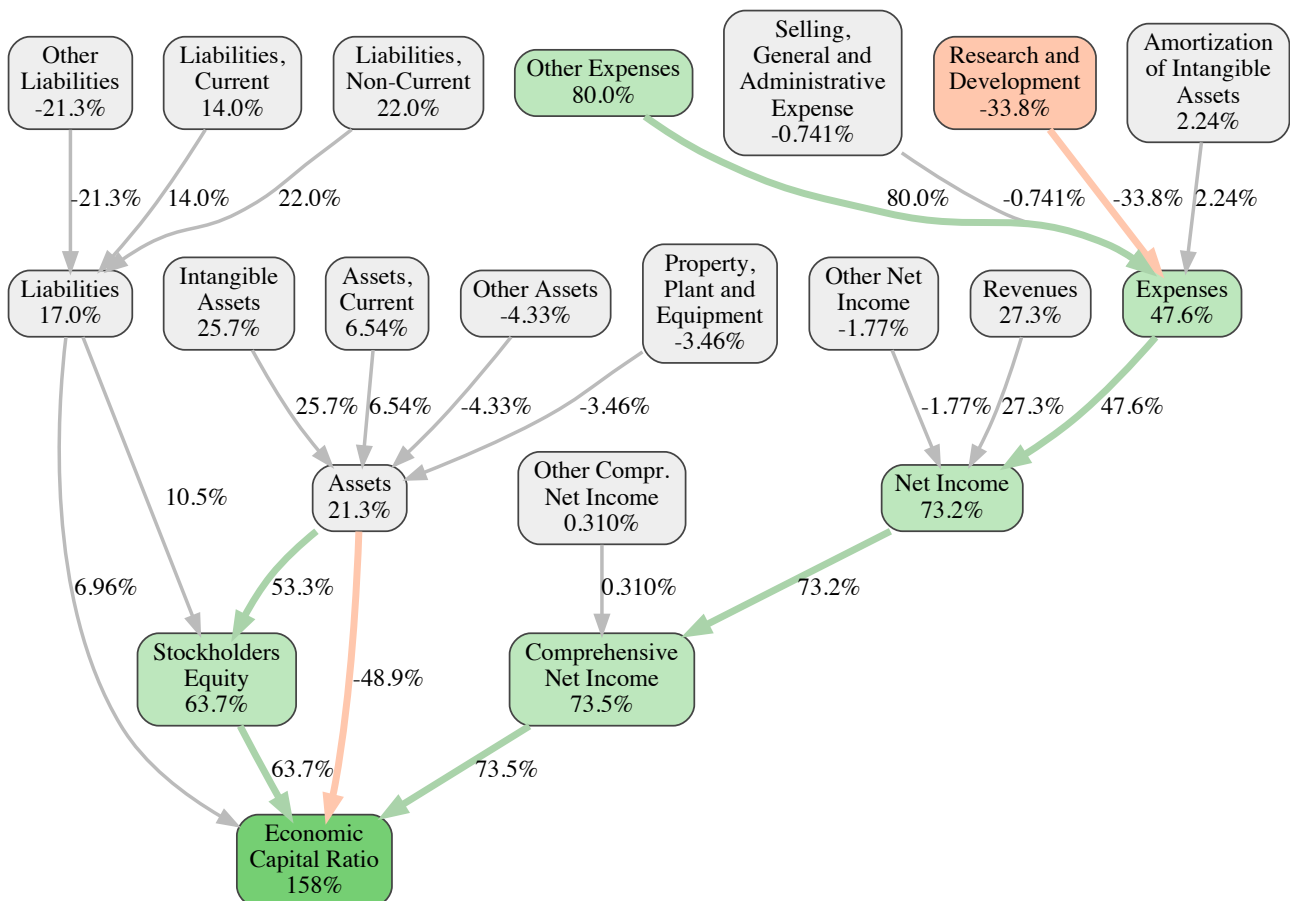 Other
Liabilities
-21.3%
Liabilities,
Current
14.0%
Liabilities,
Non-Current
22.0%
Other Expenses
80.0%
Selling,
General and
Administrative
Expense
-0.741%
Research and
Development
-33.8%
Amortization
of Intangible
Assets
2.24%
-21.3%
14.0%
22.0%
80.0%
-0.741%
-33.8%
2.24%
Liabilities
17.0%
Intangible
Assets
25.7%
Assets,
Current
6.54%
Other Assets
-4.33%
Property,
Plant and
Equipment
-3.46%
Other Net
Income
-1.77%
Revenues
27.3%
Expenses
47.6%
25.7%
6.54%
-4.33%
-3.46%
-1.77%
27.3%
47.6%
10.5%
Assets
21.3%
Other Compr.
Net Income
0.310%
Net Income
73.2%
6.96%
53.3%
0.310%
73.2%
Stockholders
Equity
63.7%
-48.9%
Comprehensive
Net Income
73.5%
63.7%
73.5%
Economic
Capital Ratio
158%